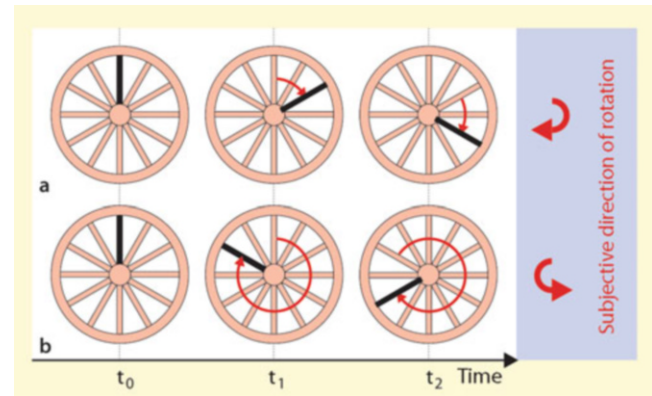 a
b
t₀
t₁
t₂
Time
Subjective direction of rotation